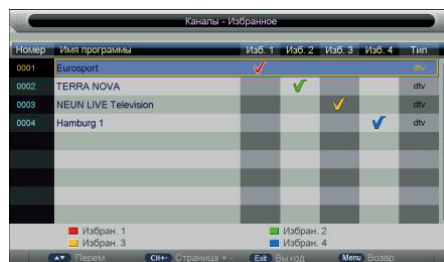 Каналы - Избранное
Номер Имя программы Изб. 1 Изб. 2 Изб. 3 Изб. 4 Тип
0001 Eurosport dtv
0002 TERRA NOVA dtv
0003 NEUN LIVE Television dtv
0004 Hamburg 1 dtv
Избран. 1 Избран. 2
Избран. 3 Избран. 4
Перем. CH+- Страница + - Exit Выход Menu Возвр.